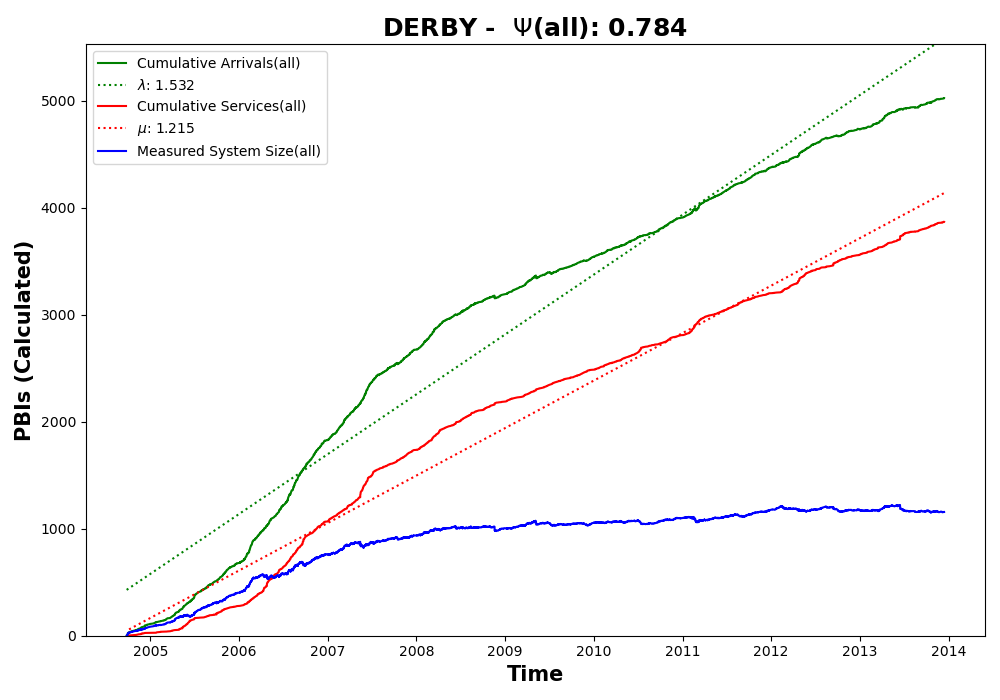 DERBY - Ψ(all): 0.784
Cumulative Arrivals(all)
λ: 1.532
Cumulative Services(all)
μ: 1.215
Measured System Size(all)
PBIs (Calculated)
5000
4000
3000
2000
1000
0
2005 2006 2007 2008 2009 2010 2011 2012 2013 2014
Time